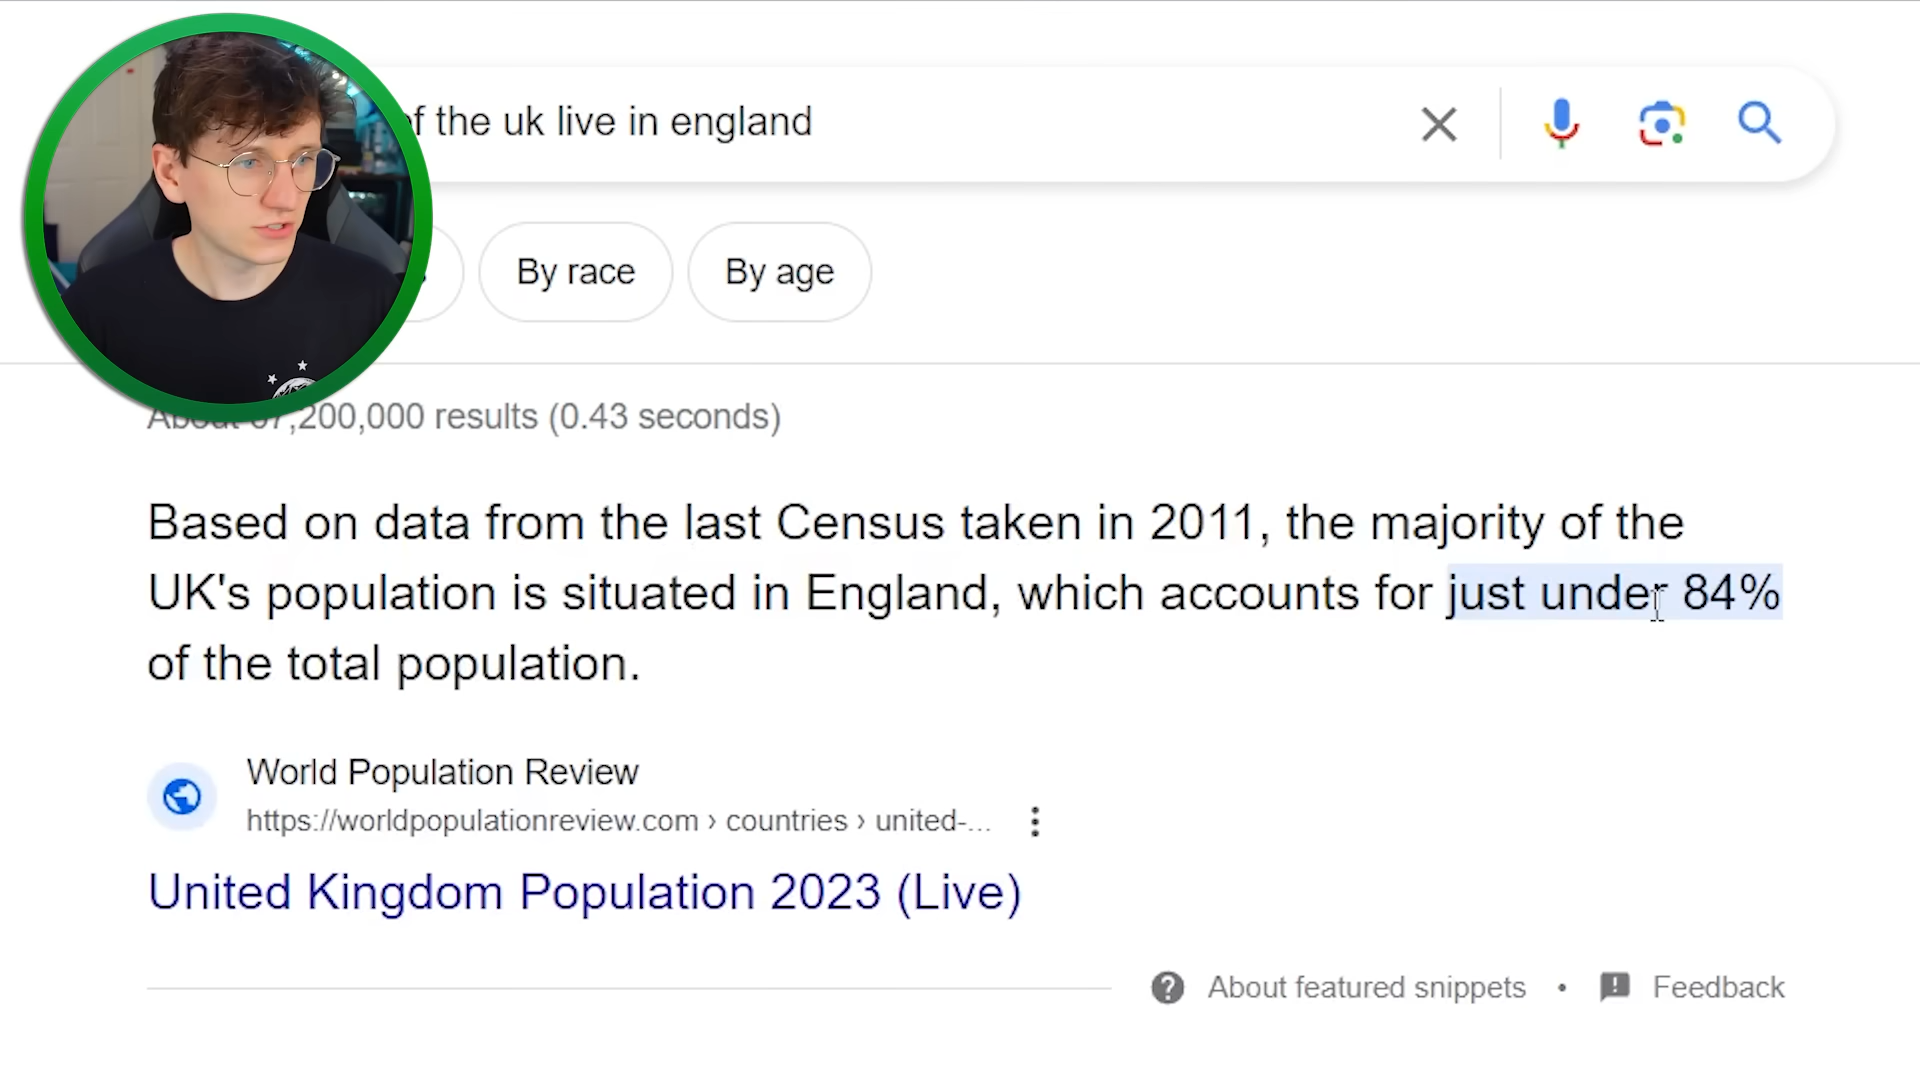 of the uk live in england
By race
By age
About 67,200,000 results (0.43 seconds)
Based on data from the last Census taken in 2011, the majority of the
UK's population is situated in England, which accounts for just under 84%
of the total population.
World Population Review
https://worldpopulationreview.com › countries › united-...
United Kingdom Population 2023 (Live)
About featured snippets • Feedback